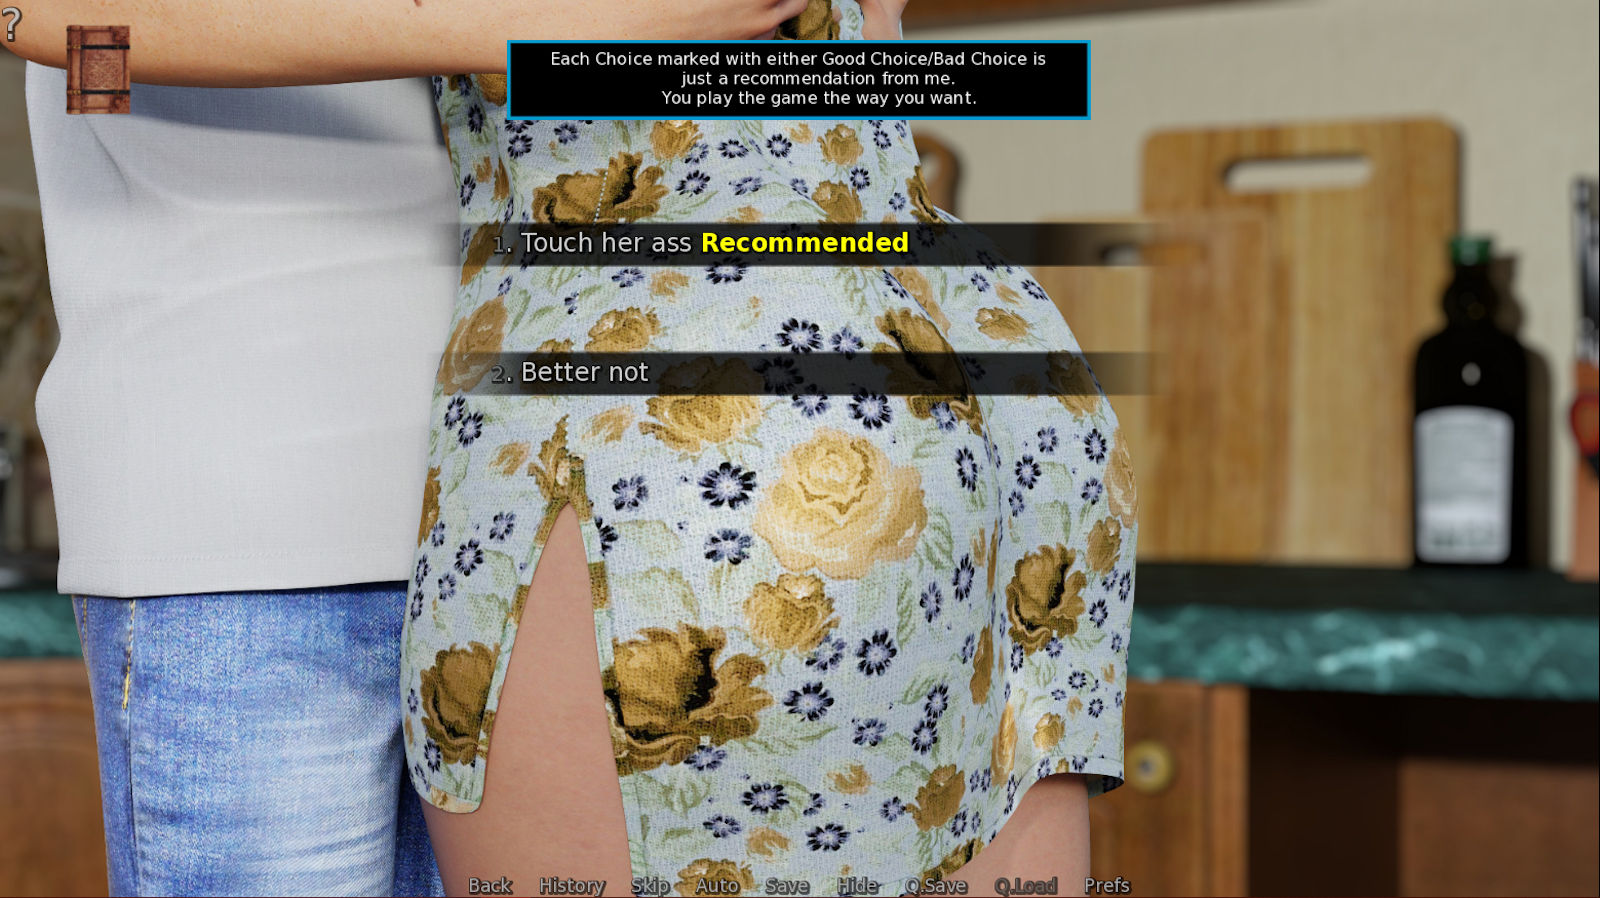 ?
Each Choice marked with either Good Choice/Bad Choice is
just a recommendation from me.
You play the game the way you want.
1. Touch her ass Recommended
2. Better not
Back History Skip Auto Save Hide Q.Save Q.Load Prefs